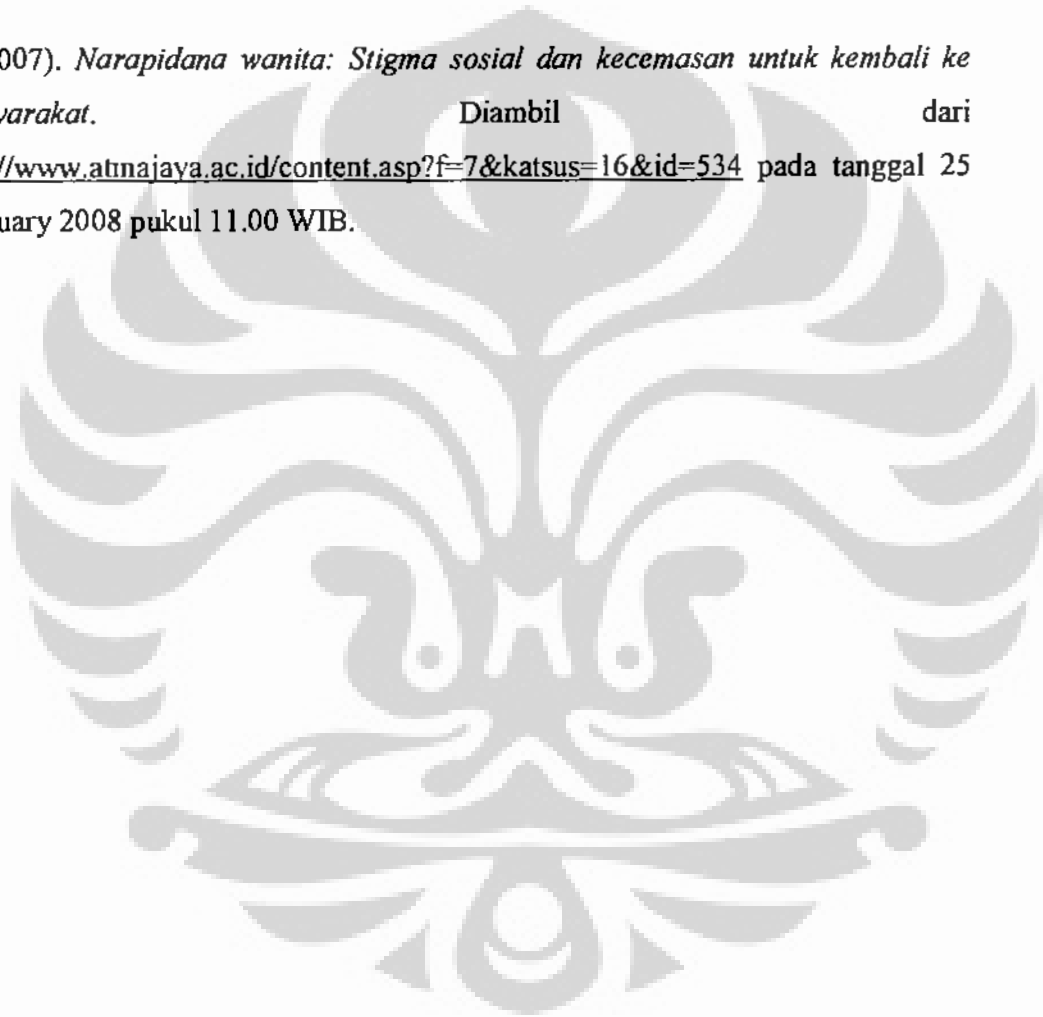 007). Narapidana wanita: Stigma sosial dan kecemasan untuk kembali ke
yarakat. Diambil dari
//www.atmajaya.ac.id/content.asp?f=7&katsus=16&id=534 pada tanggal 25
uary 2008 pukul 11.00 WIB.